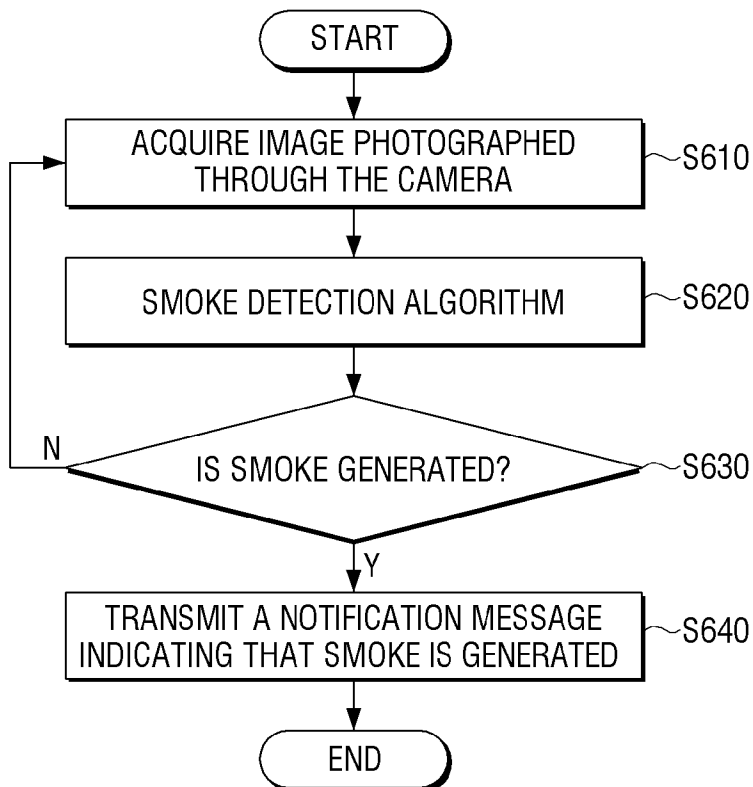 START
ACQUIRE IMAGE PHOTOGRAPHED
THROUGH THE CAMERA
S610
SMOKE DETECTION ALGORITHM
S620
N
IS SMOKE GENERATED?
S630
Y
TRANSMIT A NOTIFICATION MESSAGE
INDICATING THAT SMOKE IS GENERATED
S640
END